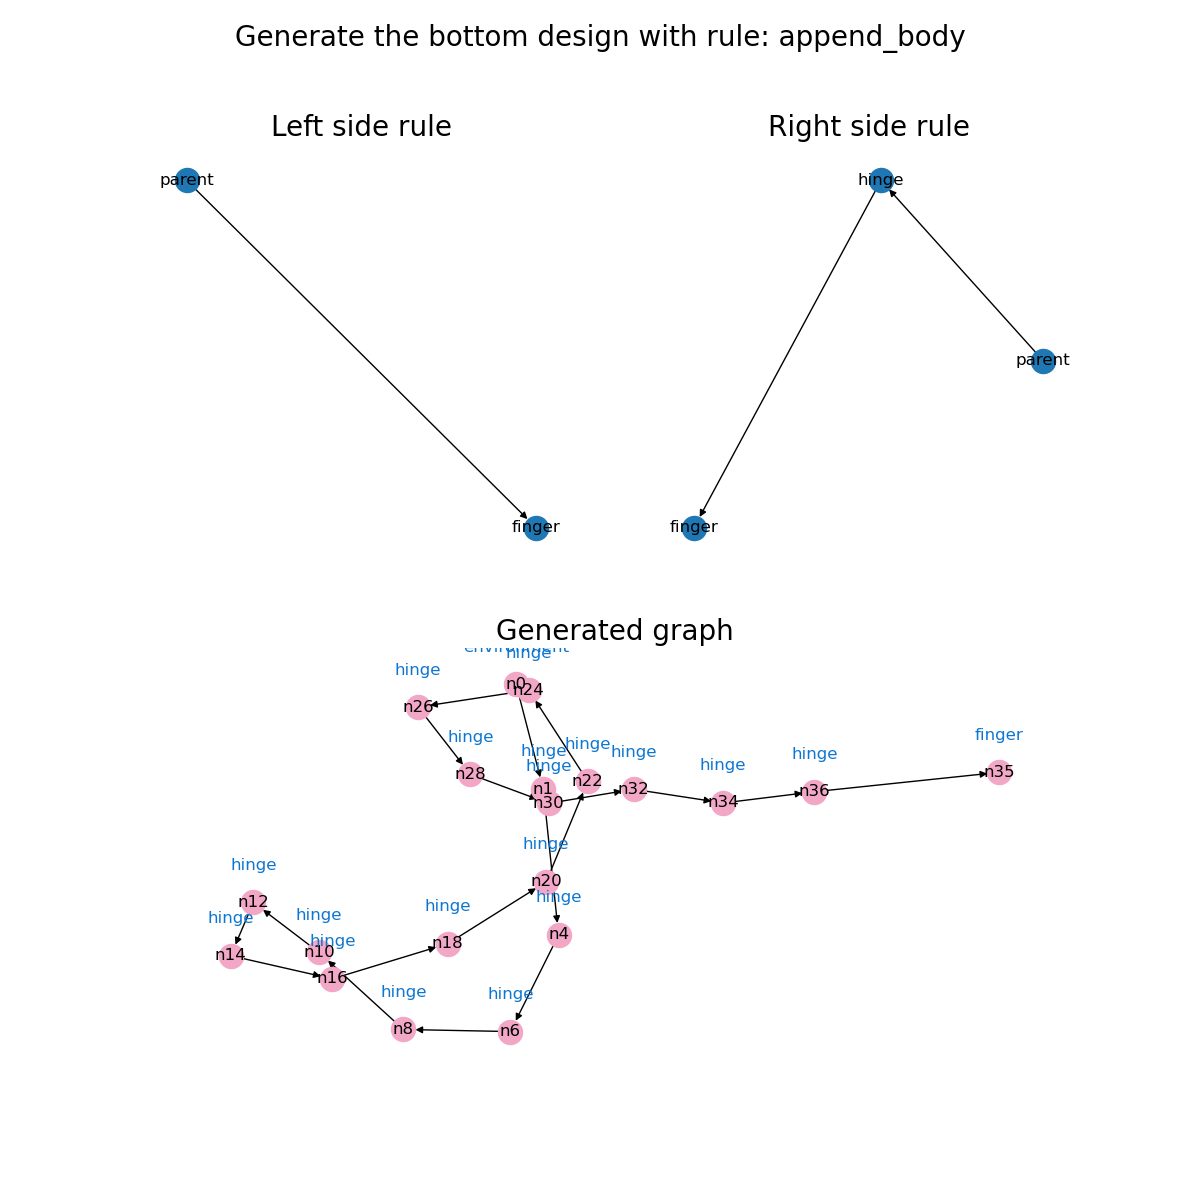 Generate the bottom design with rule: append_body
Left side rule
Right side rule
parent
hinge
parent
finger
finger
Generated graph
environment
hinge
hinge
n0
n24
n26
finger
hinge
hinge
hinge
hinge
hinge
hinge
hinge
n28
n35
n22
n1
n32
n36
n30
n34
hinge
hinge
n20
hinge
n12
hinge
hinge
hinge
n4
hinge
n18
n10
n14
n16
hinge
hinge
n8
n6